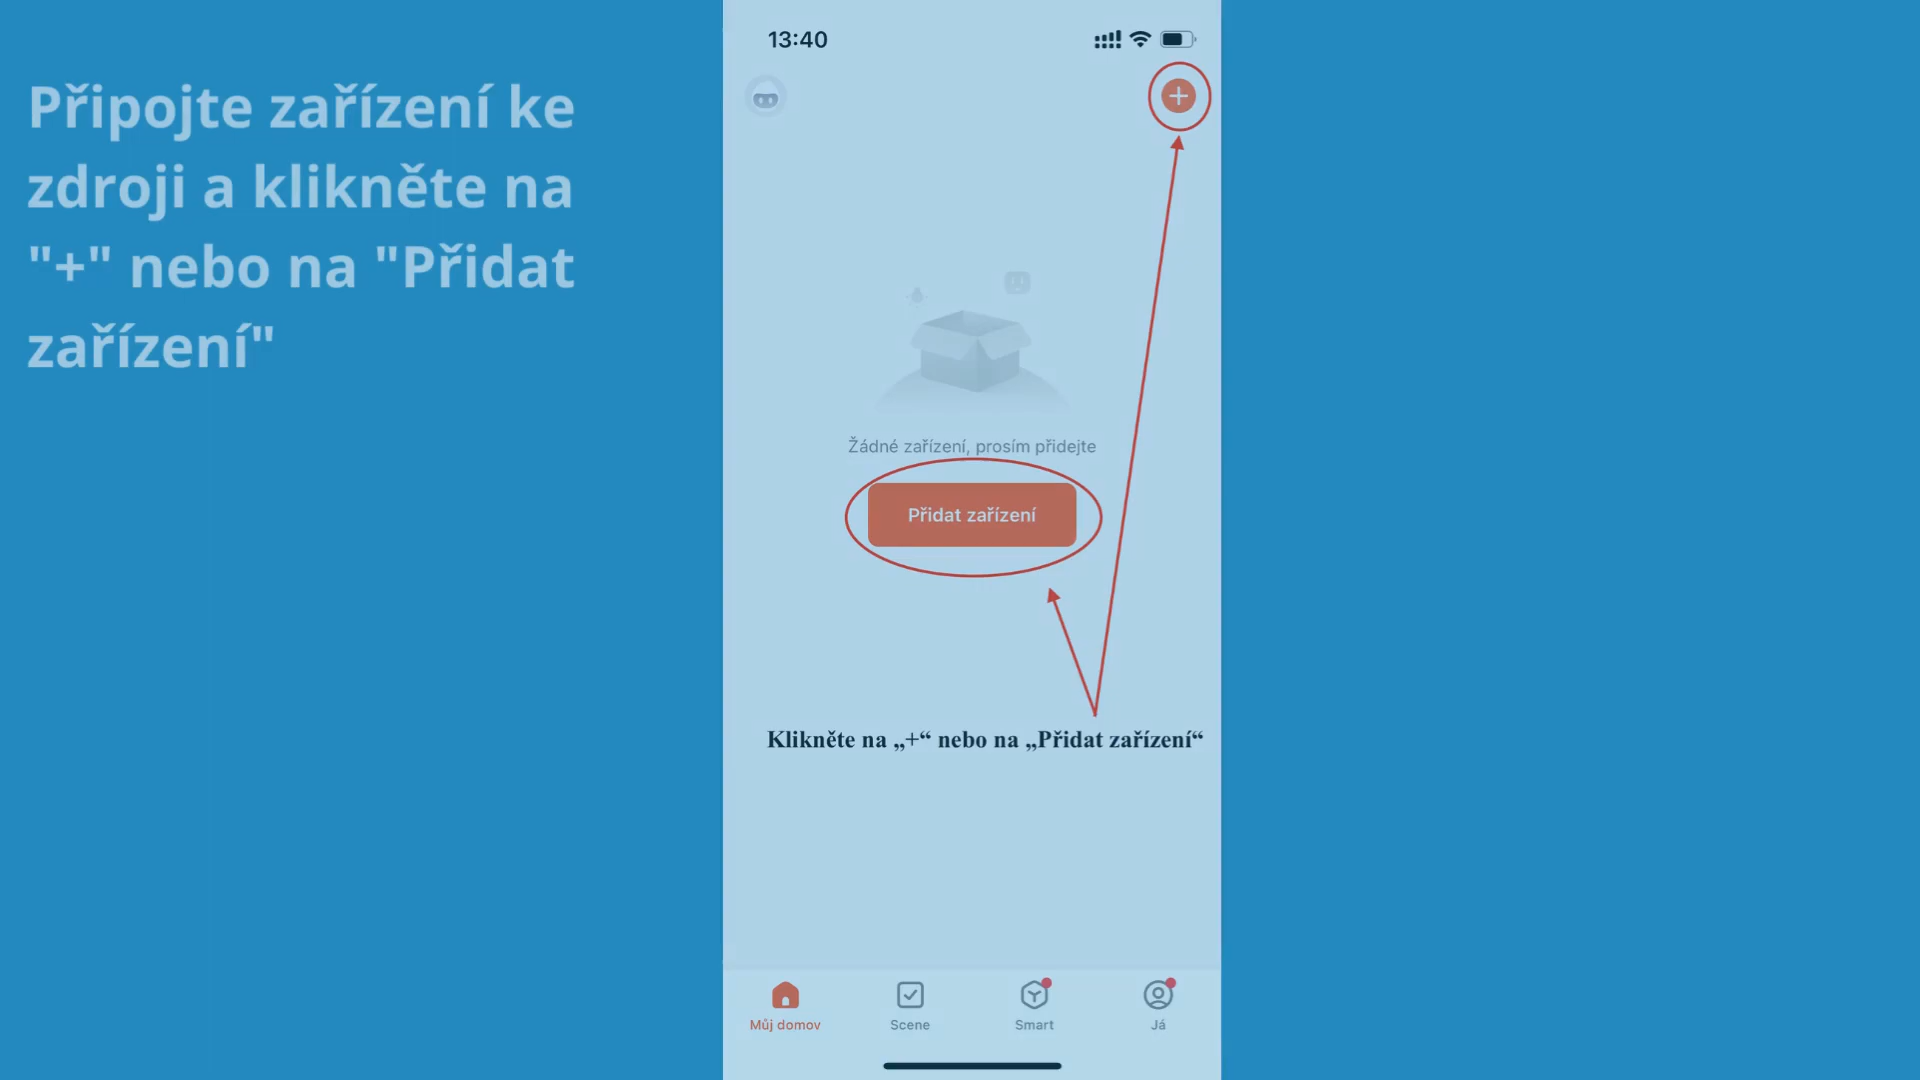 Připojte zařízení ke
zdroji a klikněte na
"+" nebo na "Přidat
zařízení"
13:40
Žádné zařízení, prosím přidejte
Přidat zařízení
Klikněte na „+“ nebo na „Přidat zařízení“
Můj domov
Scene
Smart
Já